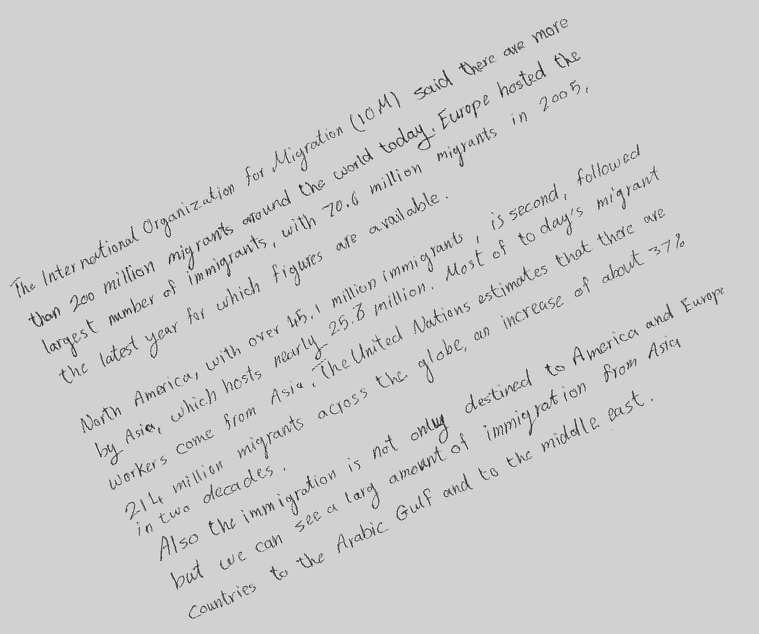 The International Organization for Migration (IOM) said there are more
than 200 million migrants around the world today. Europe hosted the
largest number of immigrants, with 70.6 million migrants in 2005,
the latest year for which figures are available.
North America, with over 45.1 million immigrants, is second, followed
by Asia, which hosts nearly 25.8 million. Most of to day's migrant
workers come from Asia. The United Nations estimates that there are
214 million migrants across the globe, an increase of about 37%
in two decades.
Also the immigration is not only destined to America and Europe
but we can see a larg amount of immigration from Asia
Countries to the Arabic Gulf and to the middle east.